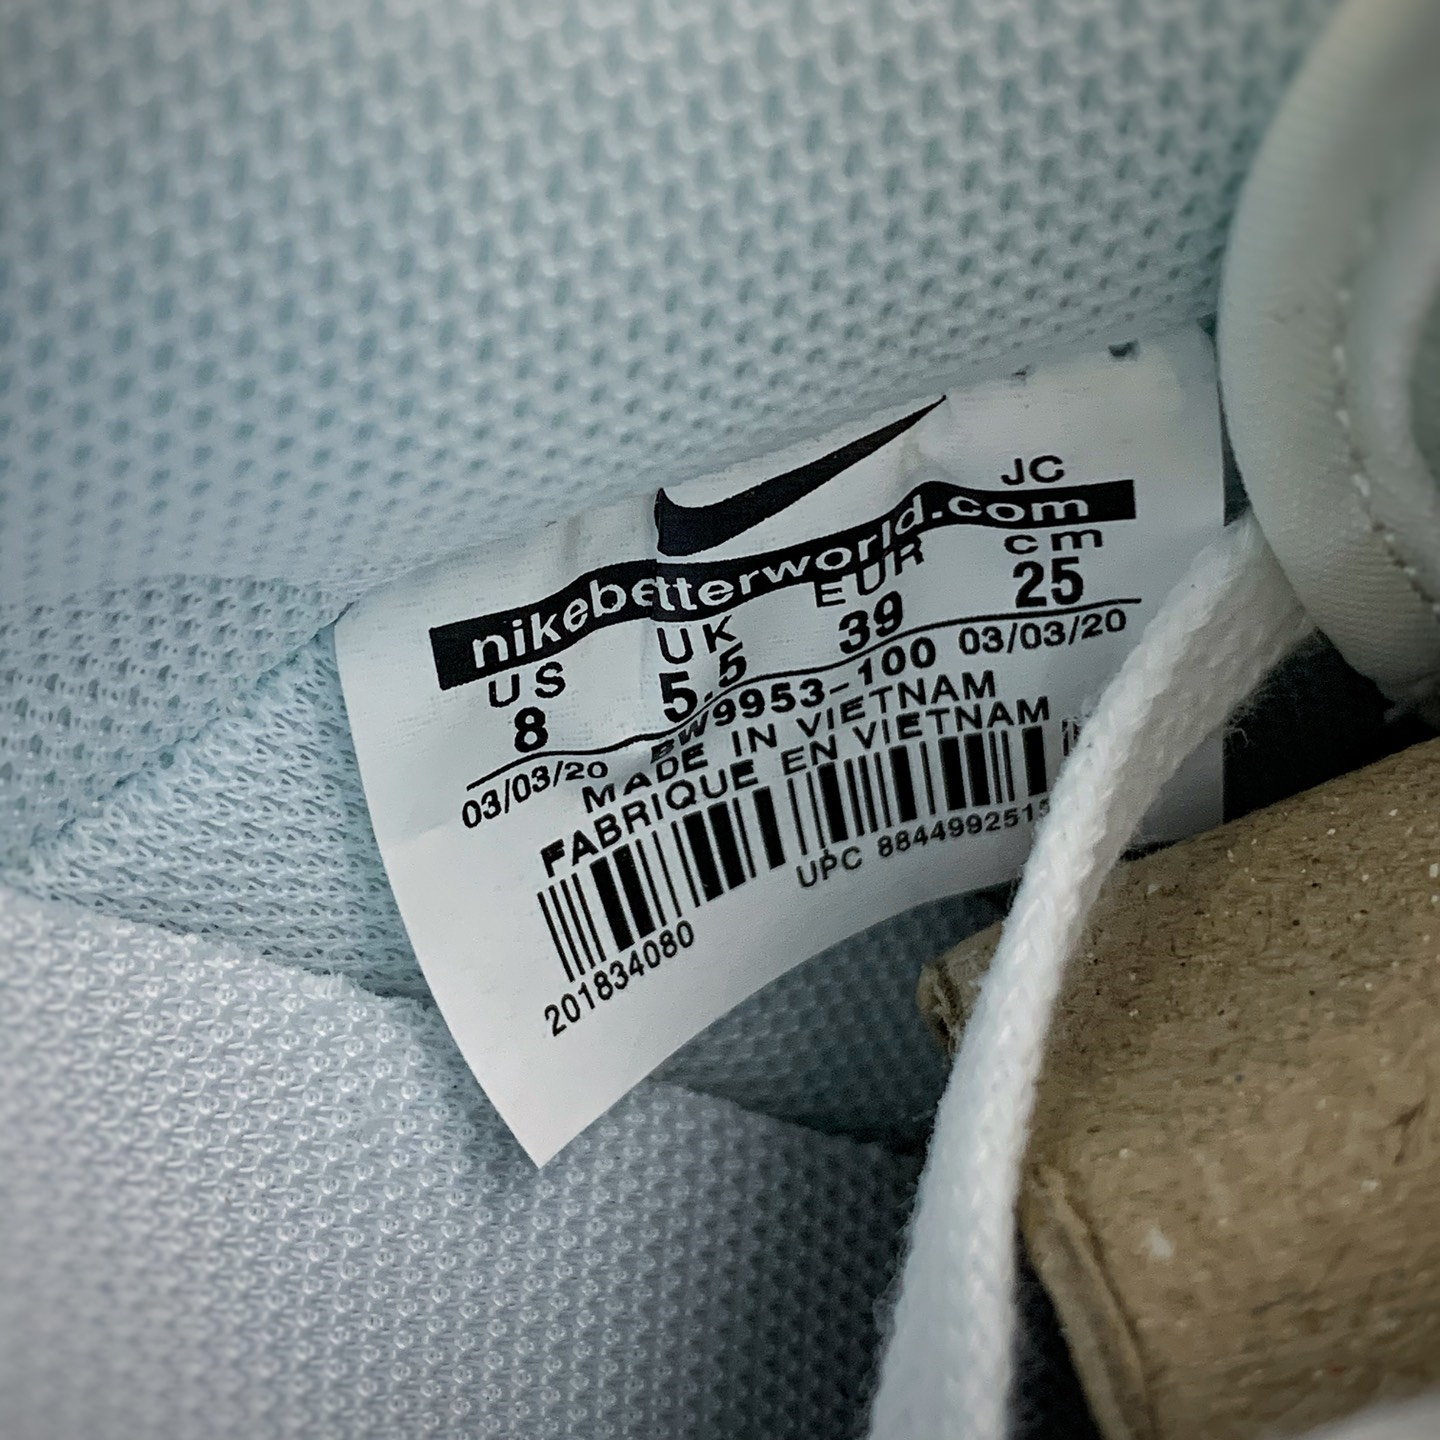 JC
nikebetterworld.com
US UK EUR cm
8 5.5 39 25
03/03/20 BW9953-100 03/03/20
MADE IN VIETNAM
FABRIQUE EN VIETNAM
UPC 8844992515
201834080